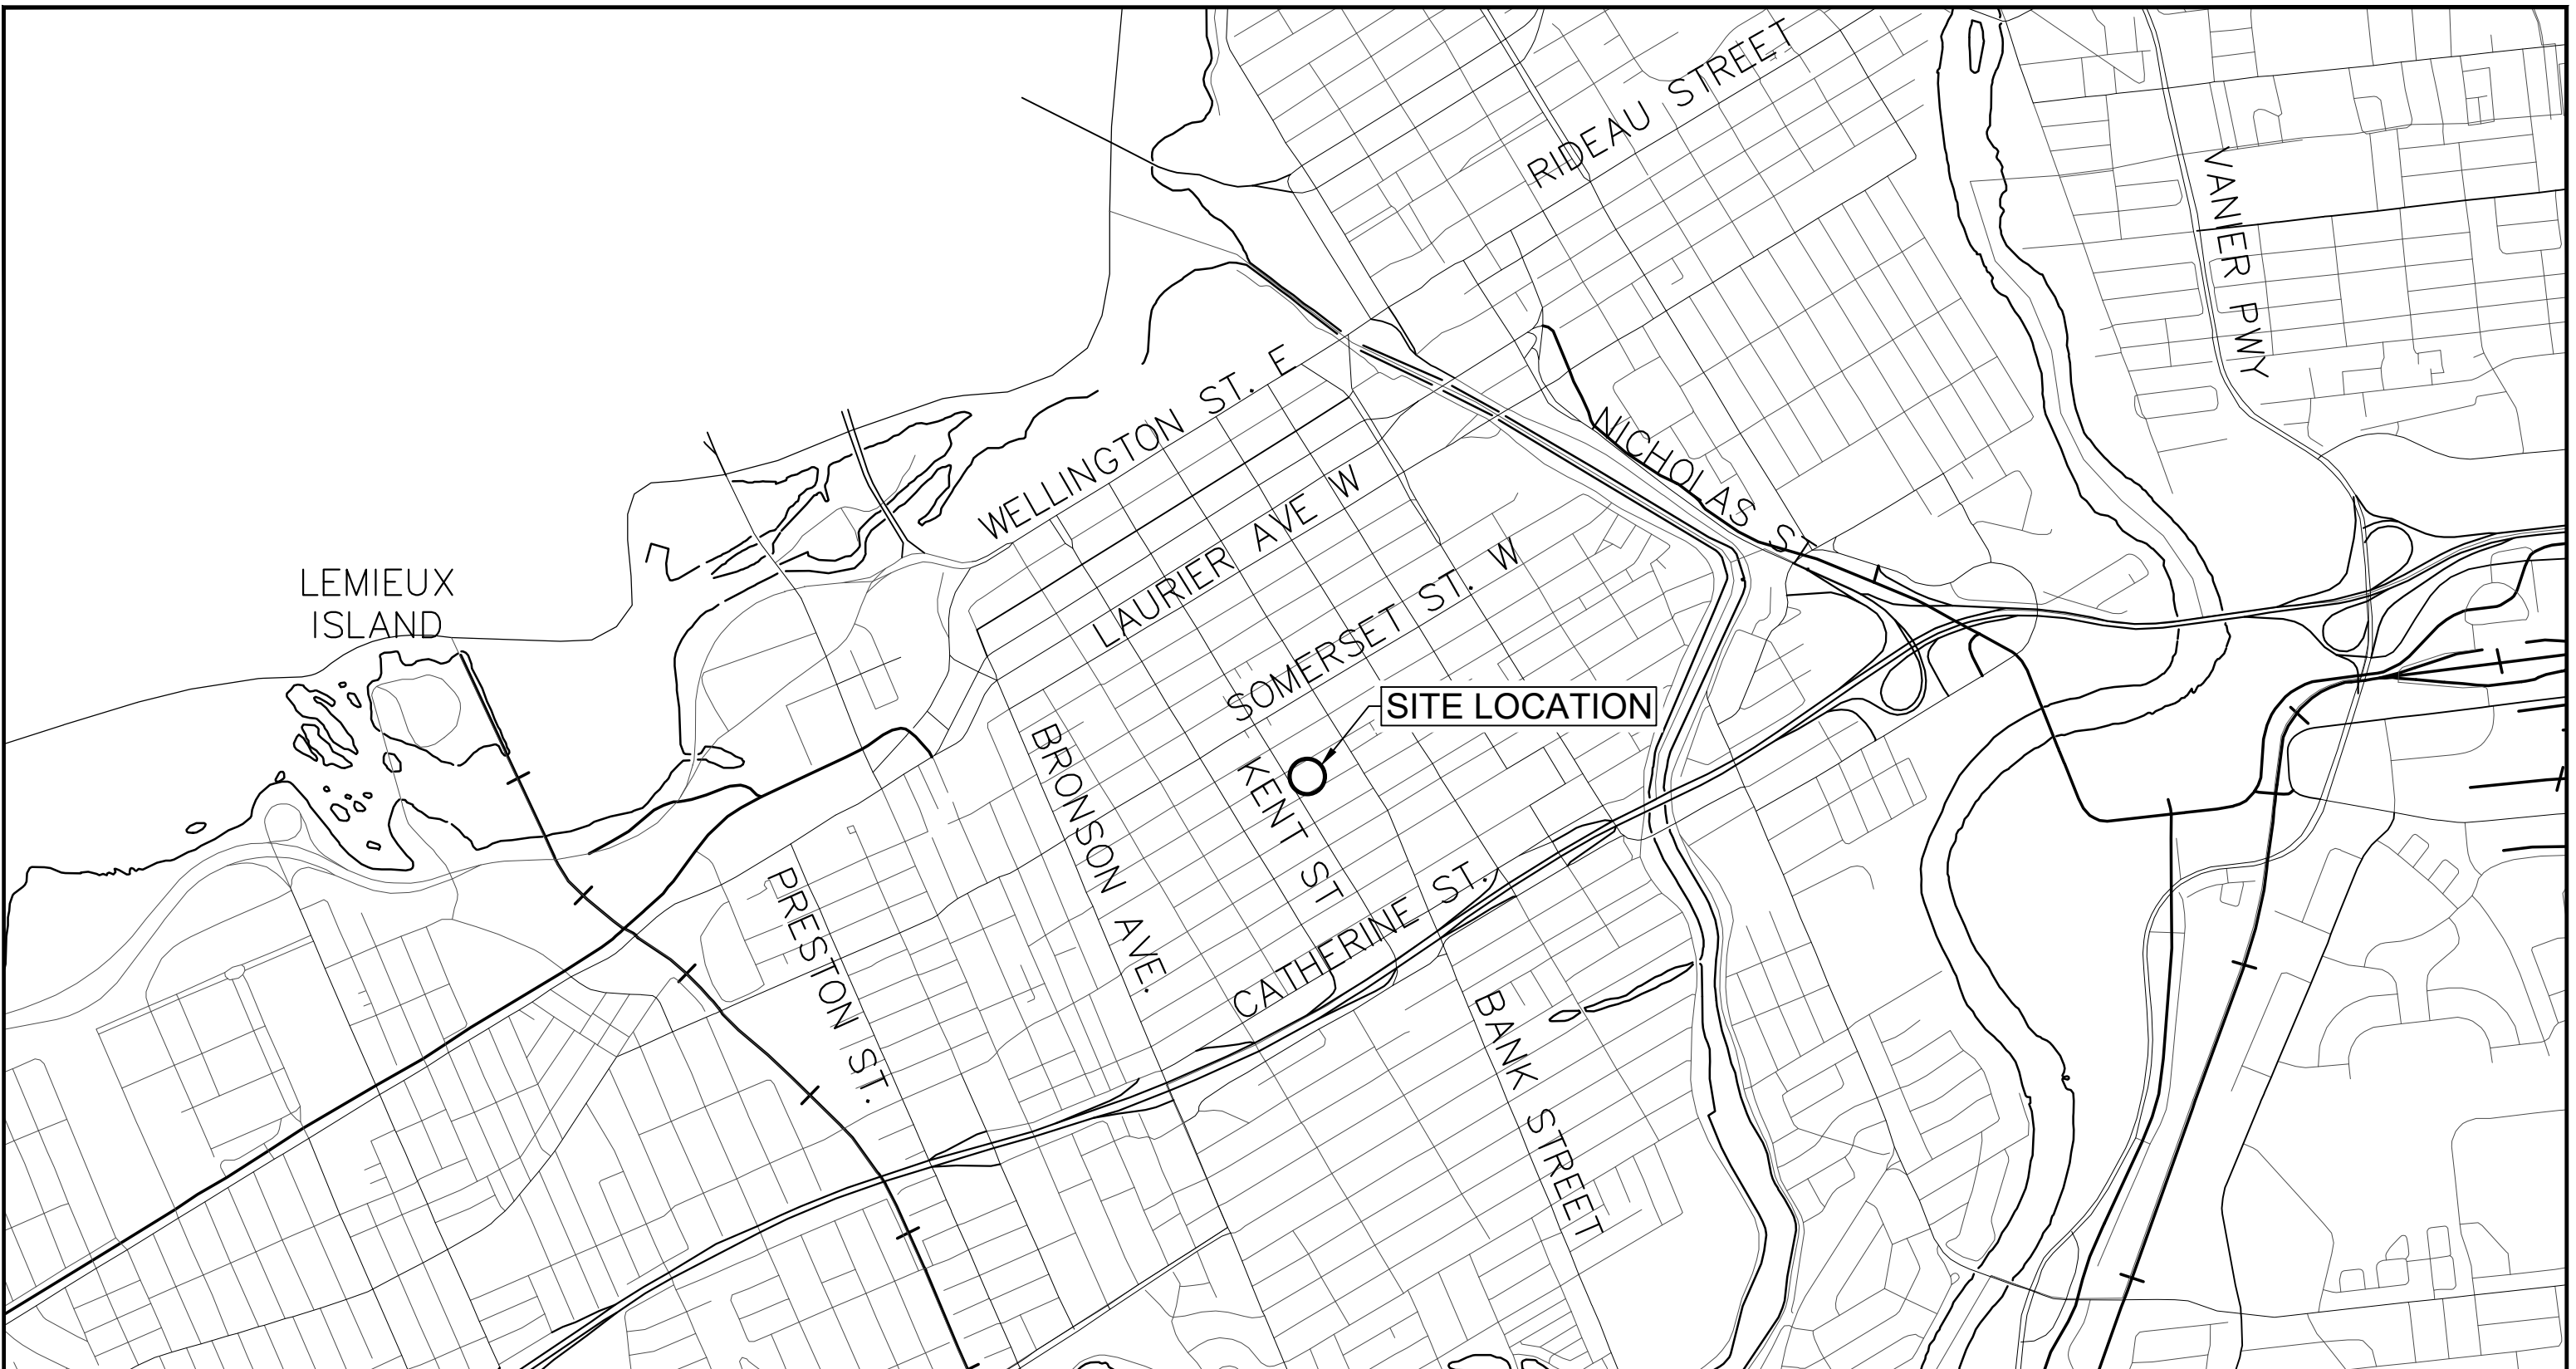 RIDEAU STREET
VANIER PWY
WELLINGTON ST. E
NICHOLAS ST.
LAURIER AVE W
LEMIEUX
ISLAND
SOMERSET ST. W
SITE LOCATION
BRONSON AVE.
KENT ST
PRESTON ST.
CATHERINE ST.
BANK STREET